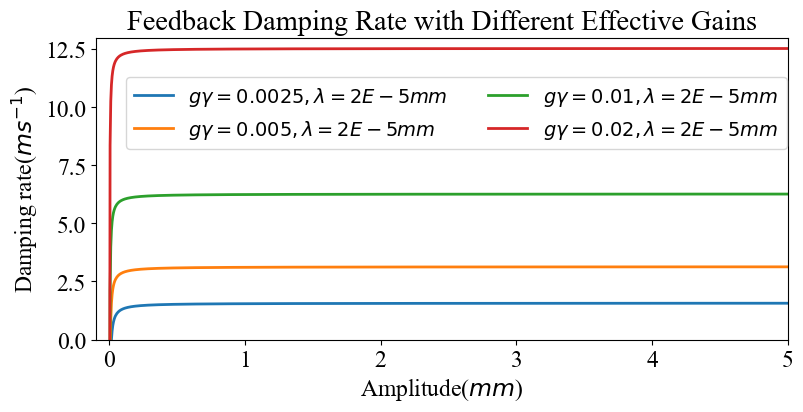 Feedback Damping Rate with Different Effective Gains
12.5
10.0
7.5
5.0
2.5
0.0
Damping rate(ms⁻¹)
gγ = 0.0025, λ = 2E − 5mm
gγ = 0.005, λ = 2E − 5mm
gγ = 0.01, λ = 2E − 5mm
gγ = 0.02, λ = 2E − 5mm
0 1 2 3 4 5
Amplitude(mm)